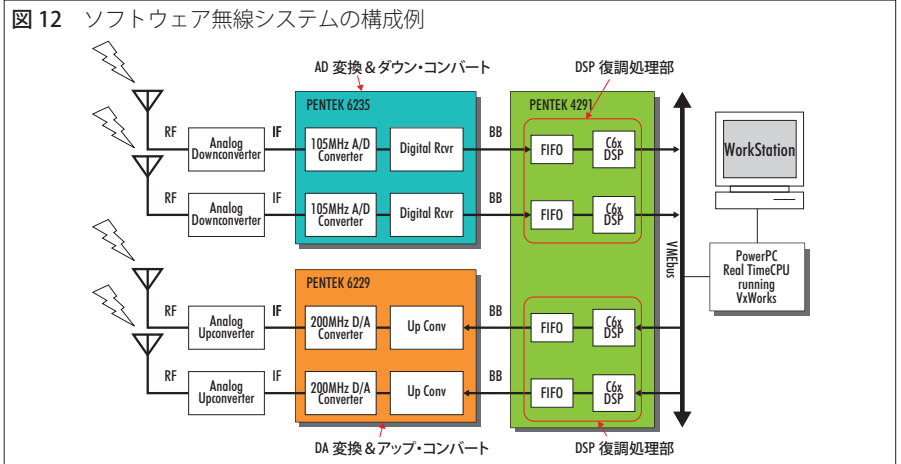 図 12 ソフトウェア無線システムの構成例
AD 変換＆ダウン・コンバート
DSP 復調処理部
PENTEK 6235
PENTEK 4291
RF
Analog
Downconverter
IF
105MHz A/D
Converter
Digital Rcvr
BB
FIFO
C6x
DSP
RF
Analog
Downconverter
IF
105MHz A/D
Converter
Digital Rcvr
BB
FIFO
C6x
DSP
WorkStation
VMEbus
PowerPC
Real TimeCPU
running
VxWorks
PENTEK 6229
RF
Analog
Upconverter
IF
200MHz D/A
Converter
Up Conv
BB
FIFO
C6x
DSP
RF
Analog
Upconverter
IF
200MHz D/A
Converter
Up Conv
BB
FIFO
C6x
DSP
DA 変換＆アップ・コンバート
DSP 復調処理部